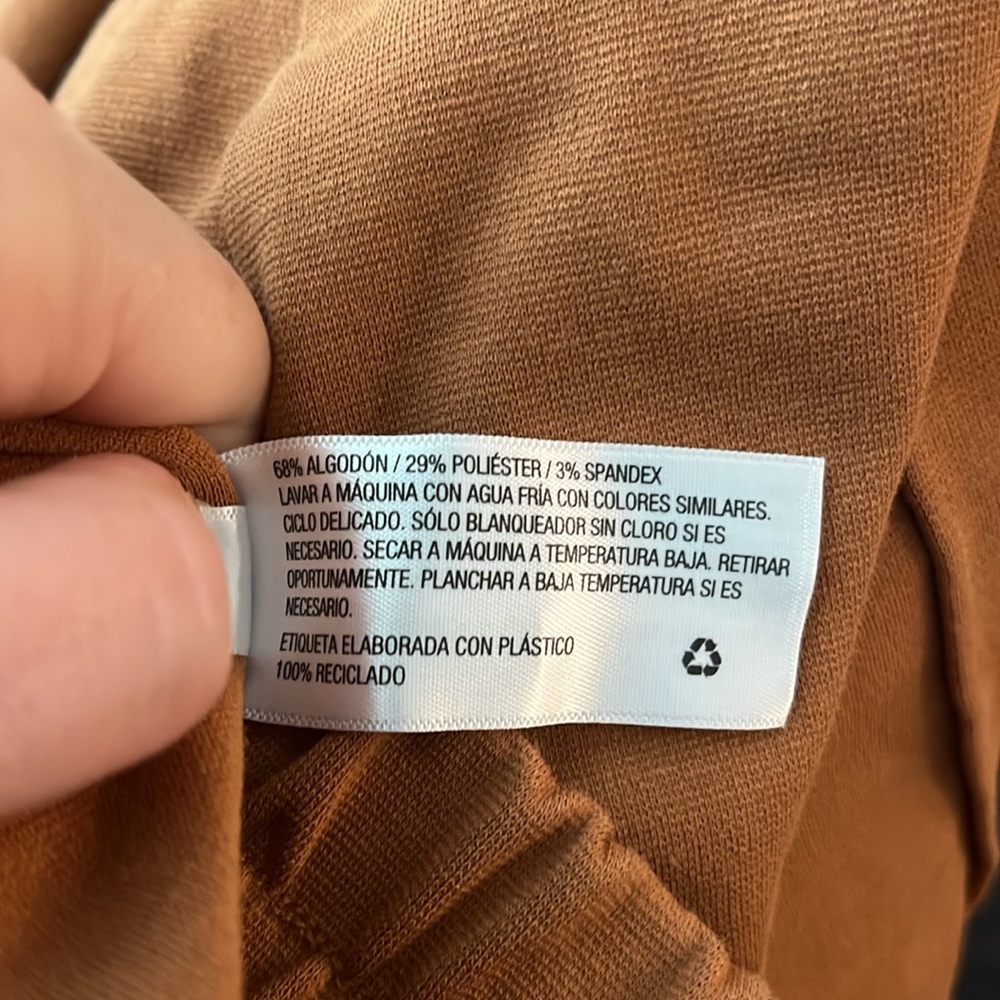 68% ALGODÓN / 29% POLIÉSTER / 3% SPANDEX
LAVAR A MÁQUINA CON AGUA FRÍA CON COLORES SIMILARES.
CICLO DELICADO. SÓLO BLANQUEADOR SIN CLORO SI ES
NECESARIO. SECAR A MÁQUINA A TEMPERATURA BAJA. RETIRAR
OPORTUNAMENTE. PLANCHAR A BAJA TEMPERATURA SI ES
NECESARIO.
ETIQUETA ELABORADA CON PLÁSTICO
100% RECICLADO